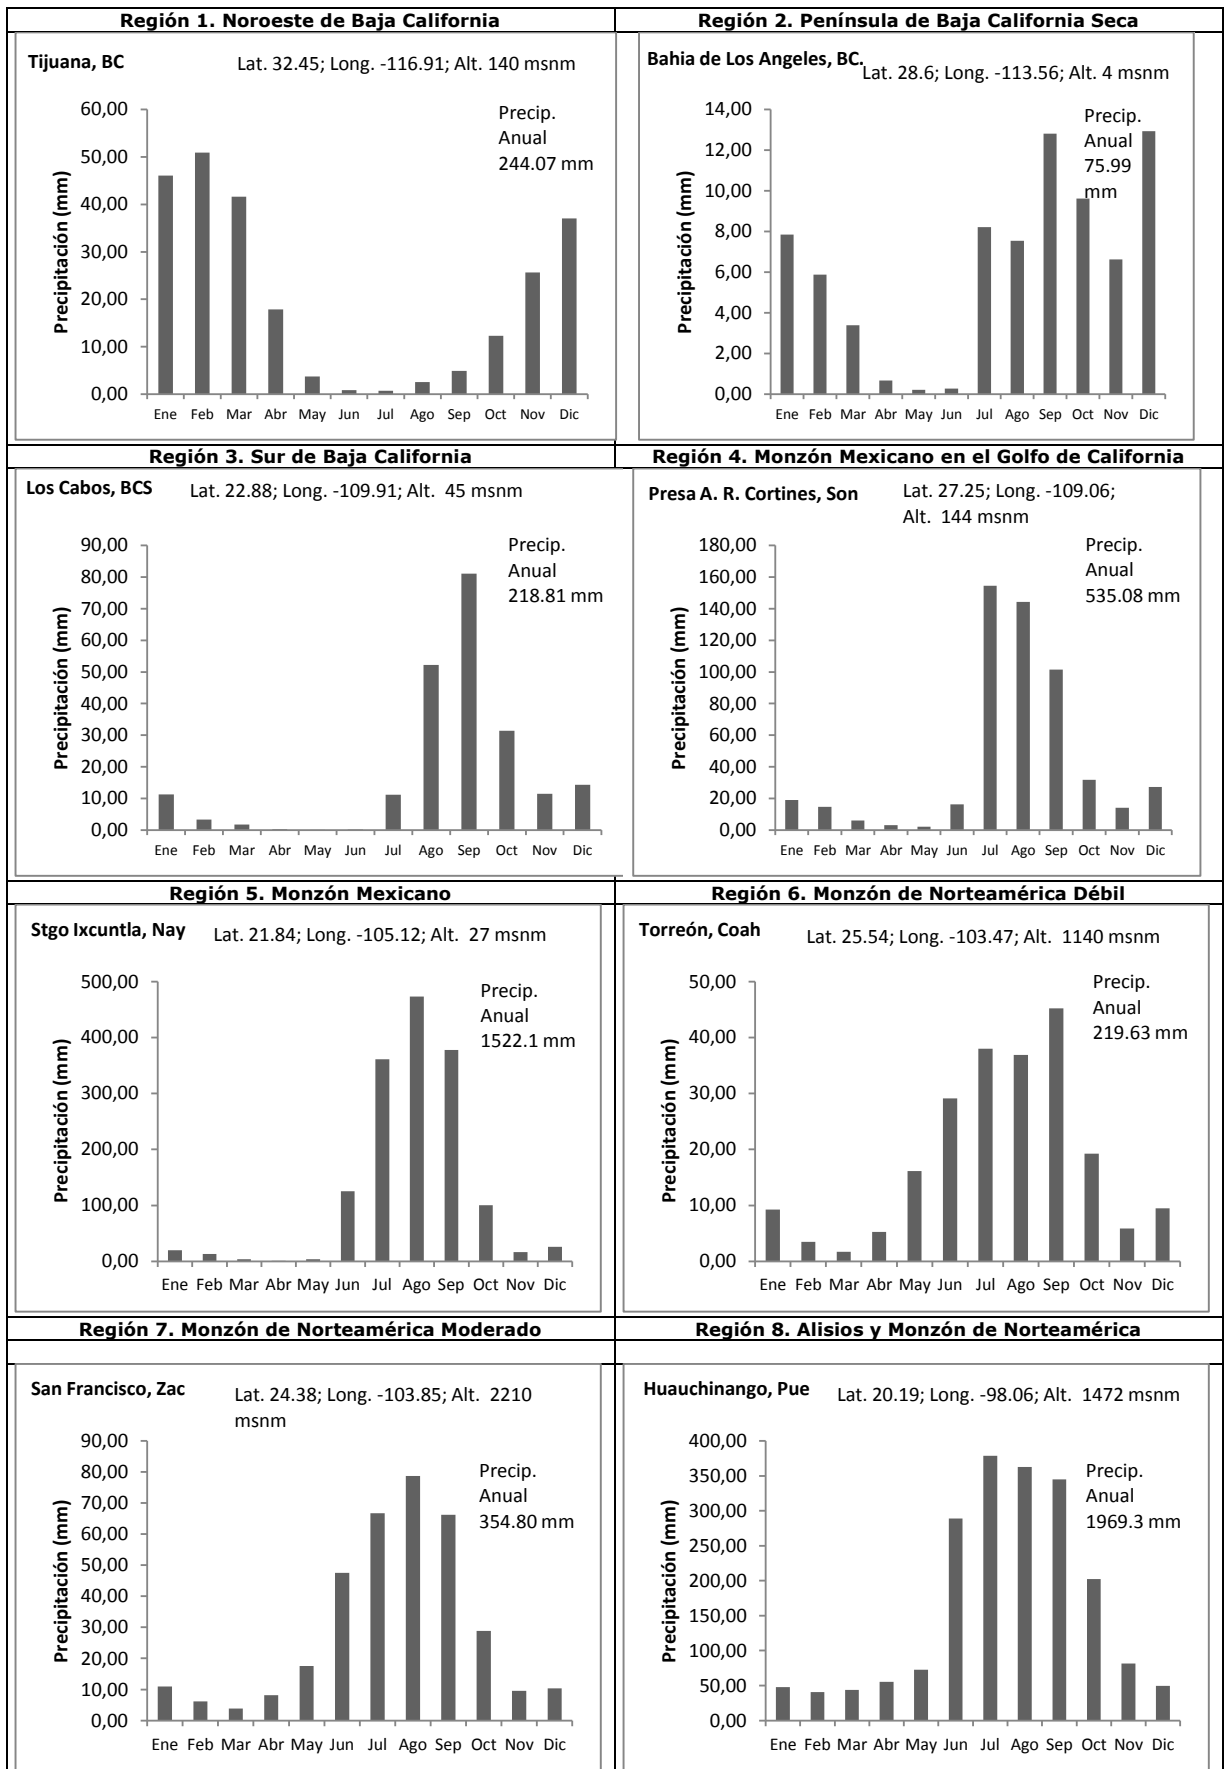 Región 1. Noroeste de Baja California
Tijuana, BC
Lat. 32.45; Long. -116.91; Alt. 140 msnm
Precip.
Anual
244.07 mm
Precipitación (mm)
60,00
50,00
40,00
30,00
20,00
10,00
0,00
Ene Feb Mar Abr May Jun Jul Ago Sep Oct Nov Dic
Región 2. Península de Baja California Seca
Bahia de Los Angeles, BC.
Lat. 28.6; Long. -113.56; Alt. 4 msnm
Precip.
Anual
75.99
mm
Precipitación (mm)
14,00
12,00
10,00
8,00
6,00
4,00
2,00
0,00
Ene Feb Mar Abr May Jun Jul Ago Sep Oct Nov Dic
Región 3. Sur de Baja California
Los Cabos, BCS
Lat. 22.88; Long. -109.91; Alt. 45 msnm
Precip.
Anual
218.81 mm
Precipitación (mm)
90,00
80,00
70,00
60,00
50,00
40,00
30,00
20,00
10,00
0,00
Ene Feb Mar Abr May Jun Jul Ago Sep Oct Nov Dic
Región 4. Monzón Mexicano en el Golfo de California
Presa A. R. Cortines, Son
Lat. 27.25; Long. -109.06;
Alt. 144 msnm
Precip.
Anual
535.08 mm
Precipitación (mm)
180,00
160,00
140,00
120,00
100,00
80,00
60,00
40,00
20,00
0,00
Ene Feb Mar Abr May Jun Jul Ago Sep Oct Nov Dic
Región 5. Monzón Mexicano
Stgo Ixcuntla, Nay
Lat. 21.84; Long. -105.12; Alt. 27 msnm
Precip.
Anual
1522.1 mm
Precipitación (mm)
500,00
400,00
300,00
200,00
100,00
0,00
Ene Feb Mar Abr May Jun Jul Ago Sep Oct Nov Dic
Región 6. Monzón de Norteamérica Débil
Torreón, Coah
Lat. 25.54; Long. -103.47; Alt. 1140 msnm
Precip.
Anual
219.63 mm
Precipitación (mm)
50,00
40,00
30,00
20,00
10,00
0,00
Ene Feb Mar Abr May Jun Jul Ago Sep Oct Nov Dic
Región 7. Monzón de Norteamérica Moderado
San Francisco, Zac
Lat. 24.38; Long. -103.85; Alt. 2210
msnm
Precip.
Anual
354.80 mm
Precipitación (mm)
90,00
80,00
70,00
60,00
50,00
40,00
30,00
20,00
10,00
0,00
Ene Feb Mar Abr May Jun Jul Ago Sep Oct Nov Dic
Región 8. Alisios y Monzón de Norteamérica
Huauchinango, Pue
Lat. 20.19; Long. -98.06; Alt. 1472 msnm
Precip.
Anual
1969.3 mm
Precipitación (mm)
400,00
350,00
300,00
250,00
200,00
150,00
100,00
50,00
0,00
Ene Feb Mar Abr May Jun Jul Ago Sep Oct Nov Dic